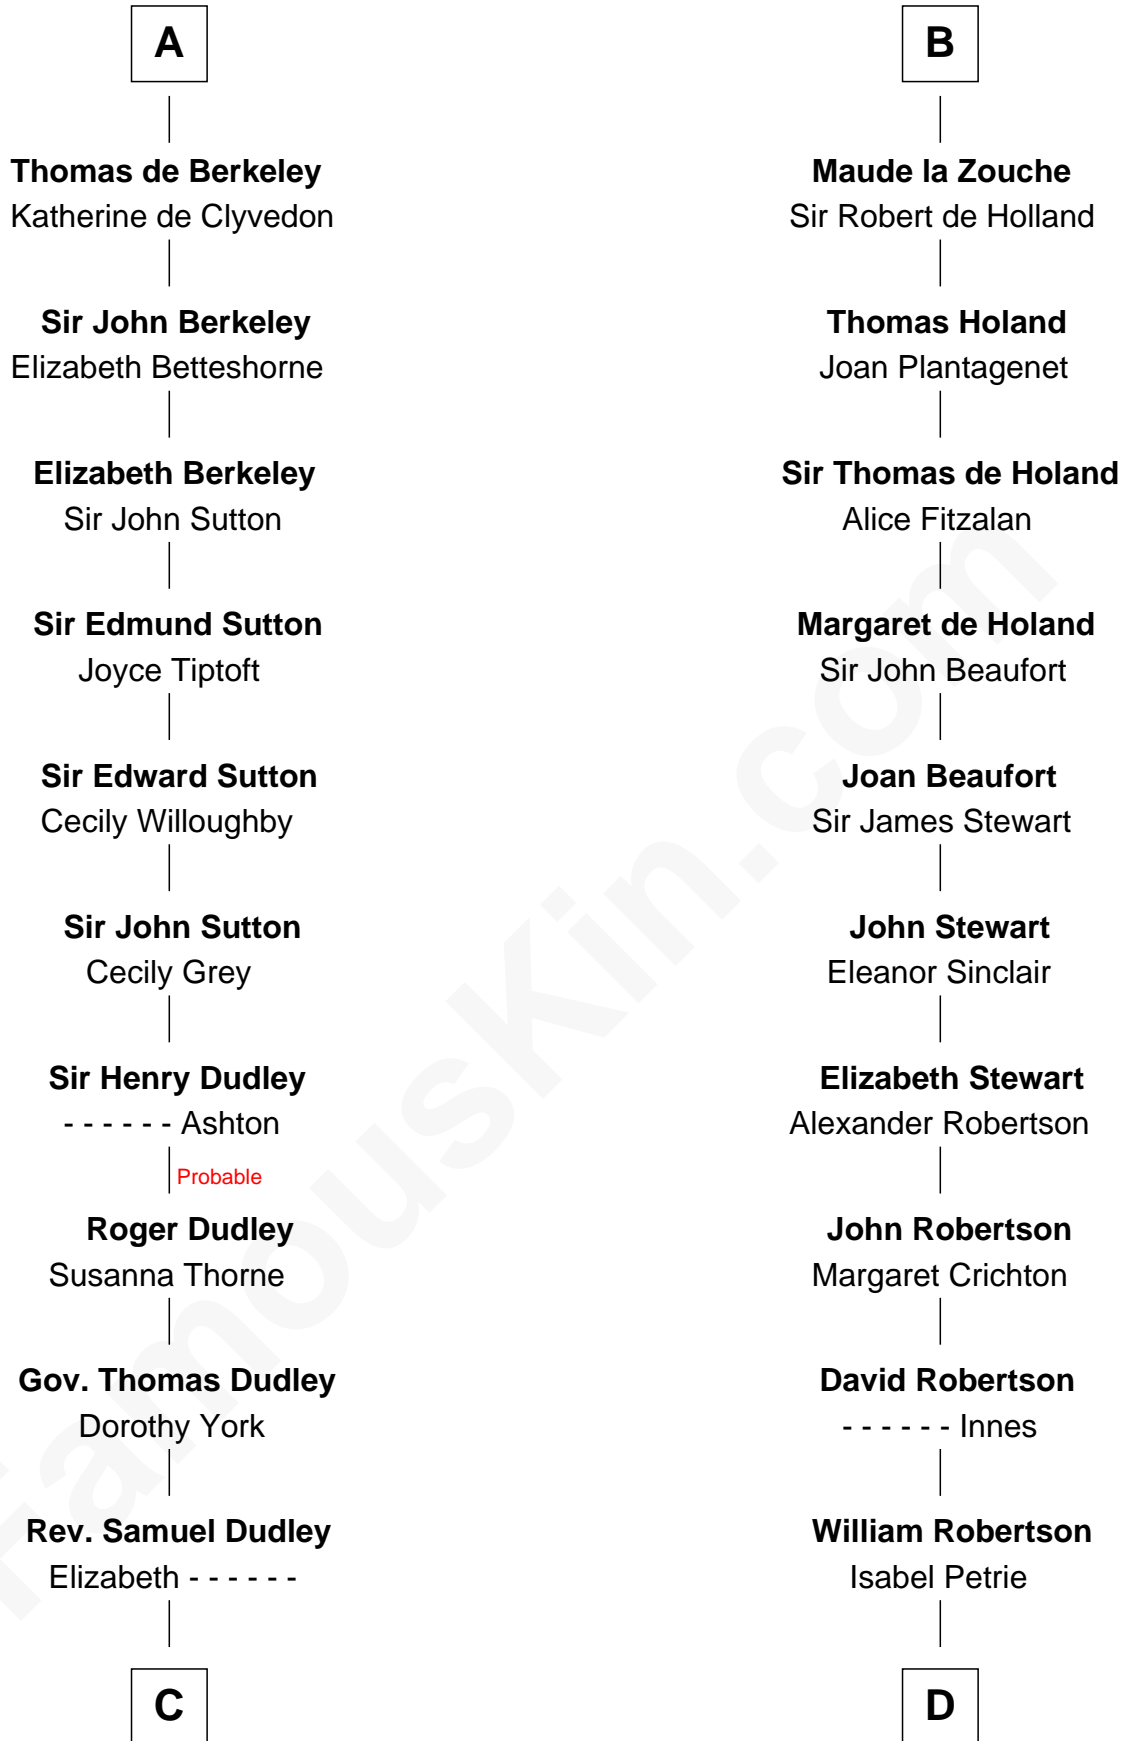 A
Thomas de Berkeley
Katherine de Clyvedon
Sir John Berkeley
Elizabeth Betteshorne
Elizabeth Berkeley
Sir John Sutton
Sir Edmund Sutton
Joyce Tiptoft
Sir Edward Sutton
Cecily Willoughby
Sir John Sutton
Cecily Grey
Sir Henry Dudley
- - - - - - Ashton
Probable
Roger Dudley
Susanna Thorne
Gov. Thomas Dudley
Dorothy York
Rev. Samuel Dudley
Elizabeth - - - - - -
C
B
Maude la Zouche
Sir Robert de Holland
Thomas Holand
Joan Plantagenet
Sir Thomas de Holand
Alice Fitzalan
Margaret de Holand
Sir John Beaufort
Joan Beaufort
Sir James Stewart
John Stewart
Eleanor Sinclair
Elizabeth Stewart
Alexander Robertson
John Robertson
Margaret Crichton
David Robertson
- - - - - - Innes
William Robertson
Isabel Petrie
D
FamousKin.com